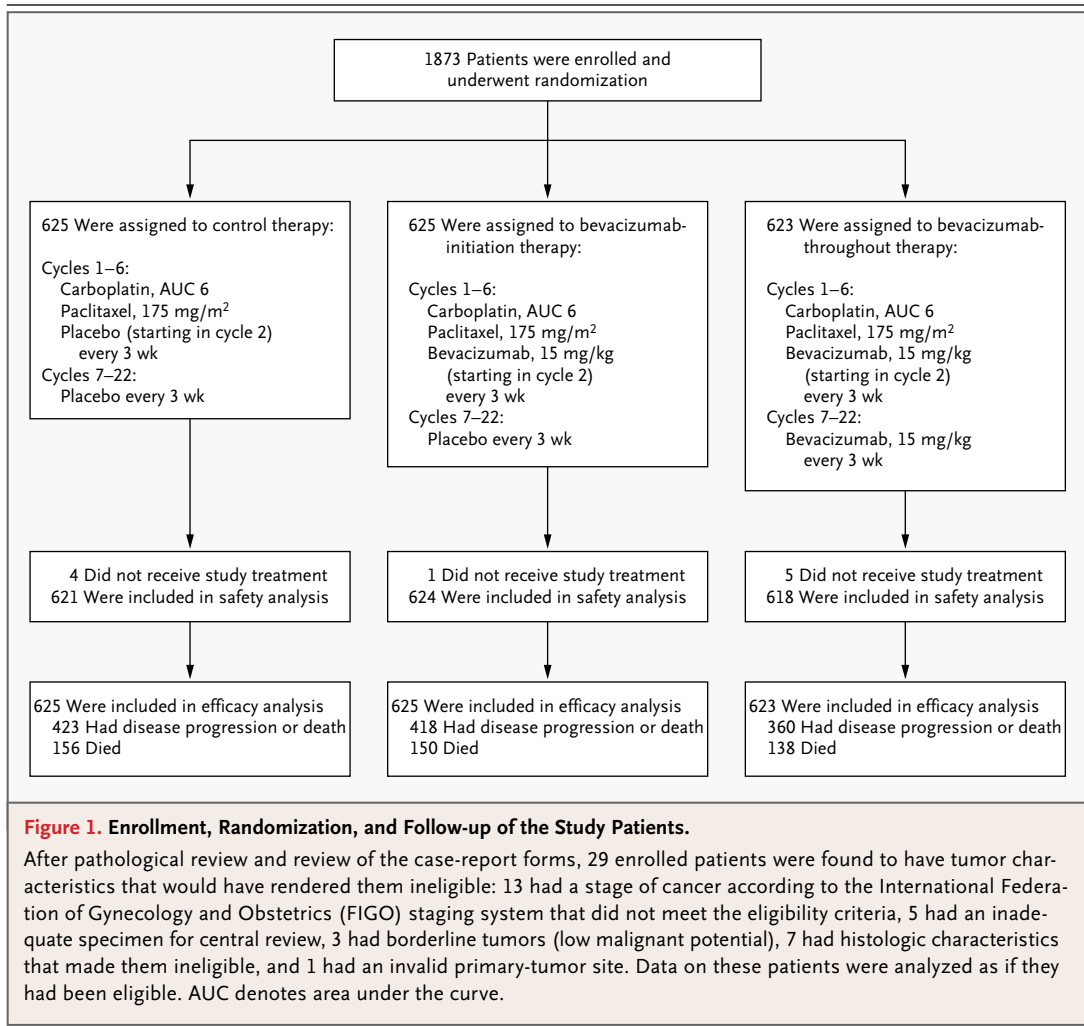 1873 Patients were enrolled and
underwent randomization
625 Were assigned to control therapy:
Cycles 1–6:
Carboplatin, AUC 6
Paclitaxel, 175 mg/m²
Placebo (starting in cycle 2)
every 3 wk
Cycles 7–22:
Placebo every 3 wk
625 Were assigned to bevacizumab-
initiation therapy:
Cycles 1–6:
Carboplatin, AUC 6
Paclitaxel, 175 mg/m²
Bevacizumab, 15 mg/kg
(starting in cycle 2)
every 3 wk
Cycles 7–22:
Placebo every 3 wk
623 Were assigned to bevacizumab-
throughout therapy:
Cycles 1–6:
Carboplatin, AUC 6
Paclitaxel, 175 mg/m²
Bevacizumab, 15 mg/kg
(starting in cycle 2)
every 3 wk
Cycles 7–22:
Bevacizumab, 15 mg/kg
every 3 wk
4 Did not receive study treatment
621 Were included in safety analysis
1 Did not receive study treatment
624 Were included in safety analysis
5 Did not receive study treatment
618 Were included in safety analysis
625 Were included in efficacy analysis
423 Had disease progression or death
156 Died
625 Were included in efficacy analysis
418 Had disease progression or death
150 Died
623 Were included in efficacy analysis
360 Had disease progression or death
138 Died
Figure 1. Enrollment, Randomization, and Follow-up of the Study Patients.
After pathological review and review of the case-report forms, 29 enrolled patients were found to have tumor char-
acteristics that would have rendered them ineligible: 13 had a stage of cancer according to the International Federa-
tion of Gynecology and Obstetrics (FIGO) staging system that did not meet the eligibility criteria, 5 had an inade-
quate specimen for central review, 3 had borderline tumors (low malignant potential), 7 had histologic characteristics
that made them ineligible, and 1 had an invalid primary-tumor site. Data on these patients were analyzed as if they
had been eligible. AUC denotes area under the curve.